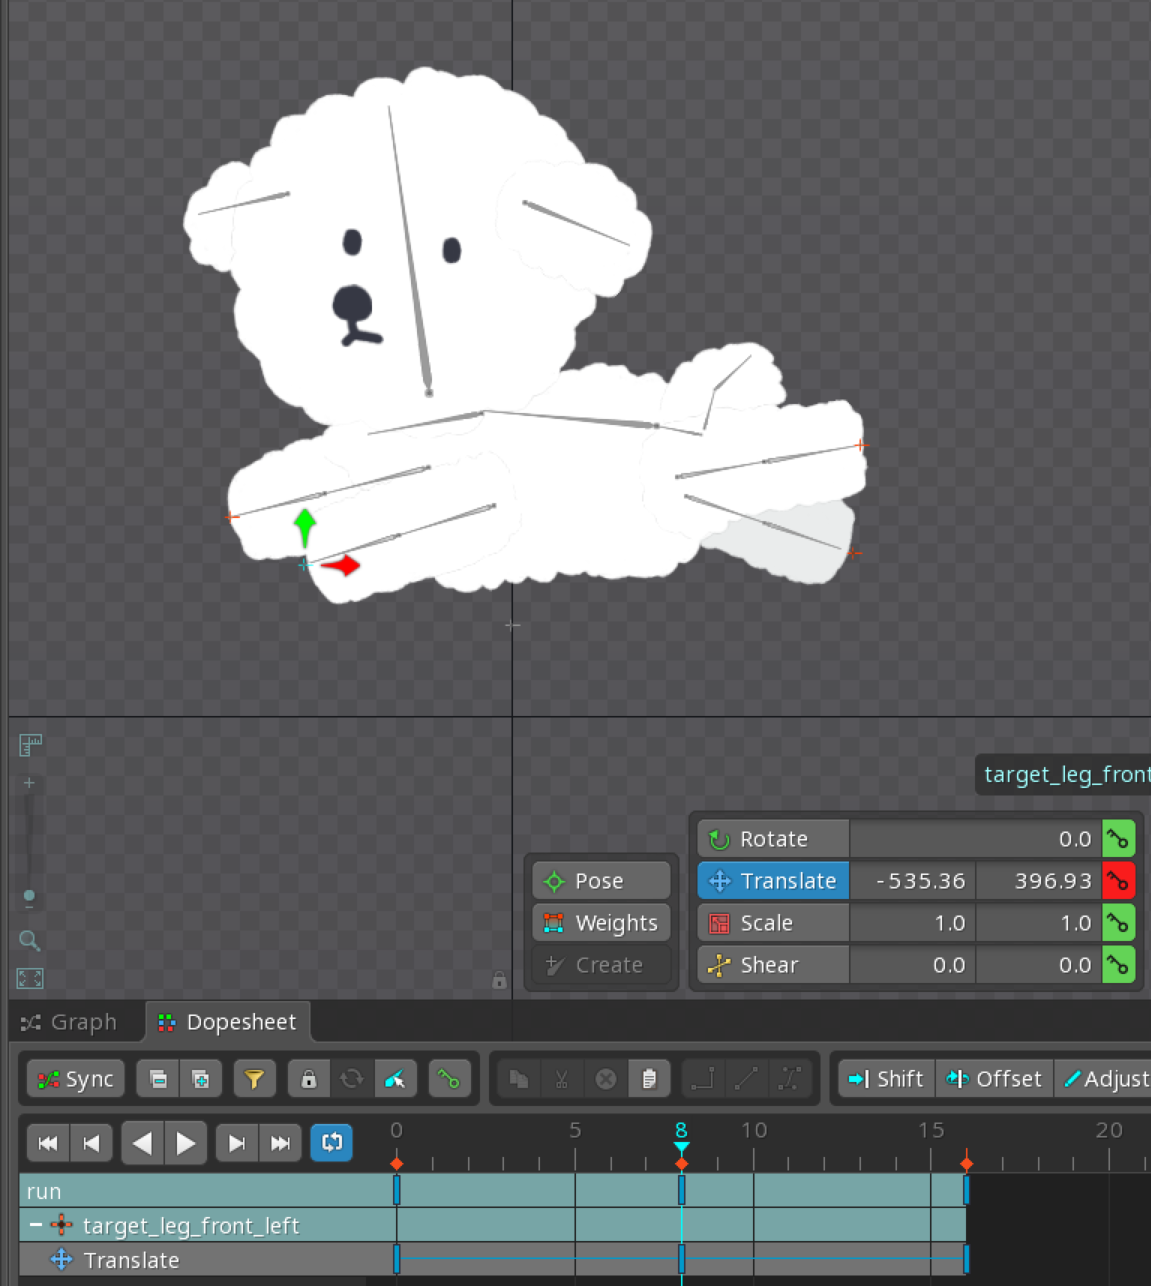 target_leg_front
Rotate 0.0
Pose Translate -535.36 396.93
Weights Scale 1.0 1.0
Create Shear 0.0 0.0
Graph Dopesheet
Sync Shift Offset Adjust
0 5 8 10 15 20
run
target_leg_front_left
Translate